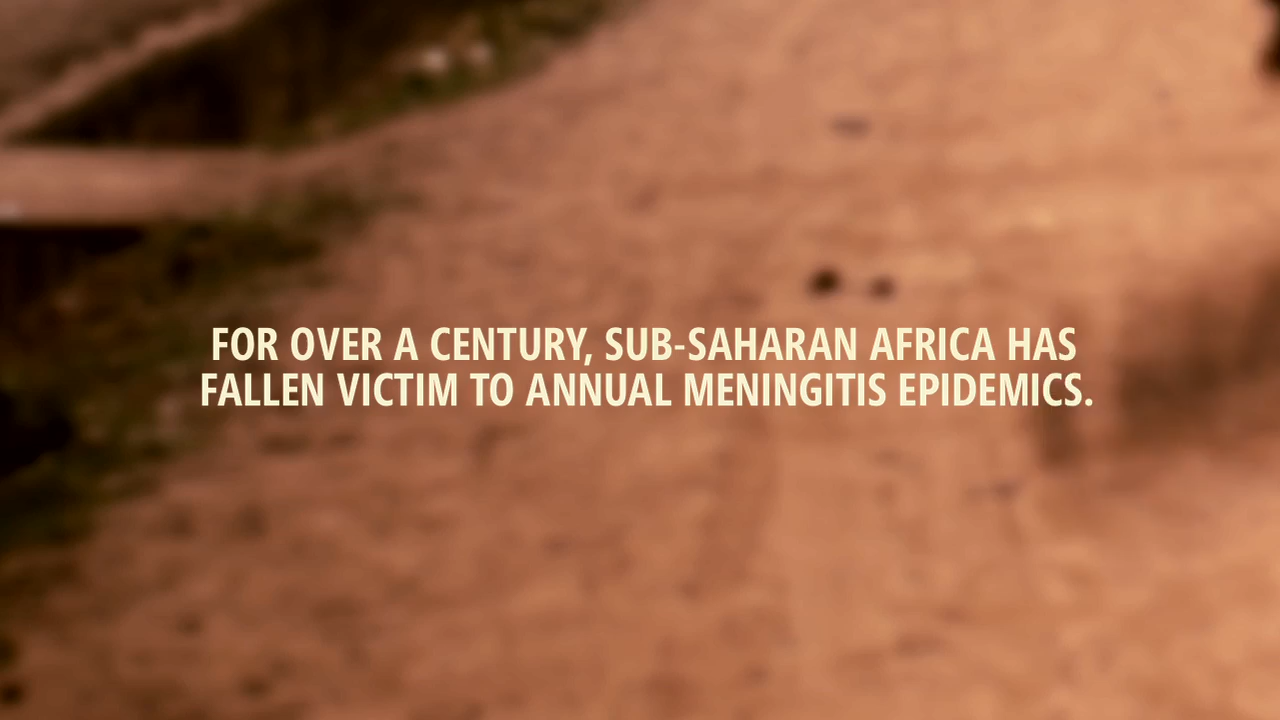 FOR OVER A CENTURY, SUB-SAHARAN AFRICA HAS
FALLEN VICTIM TO ANNUAL MENINGITIS EPIDEMICS.